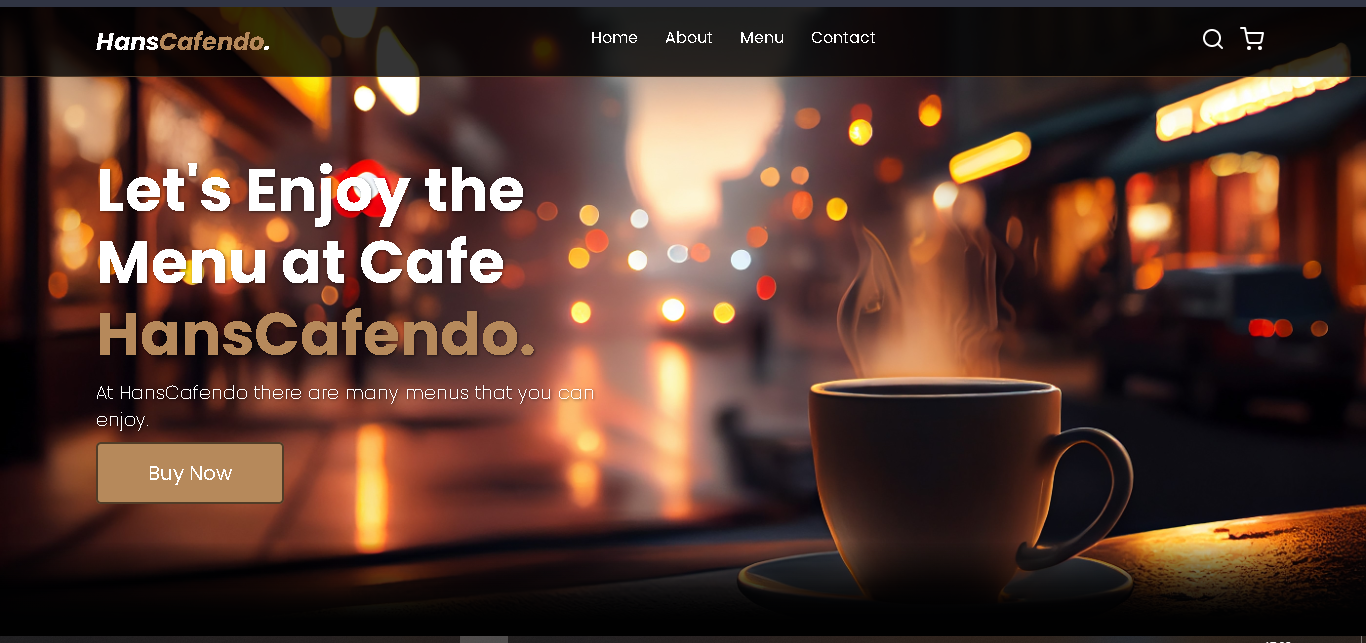 HansCafendo.
Home About Menu Contact
Let's Enjoy the
Menu at Cafe
HansCafendo.
At HansCafendo there are many menus that you can
enjoy.
Buy Now